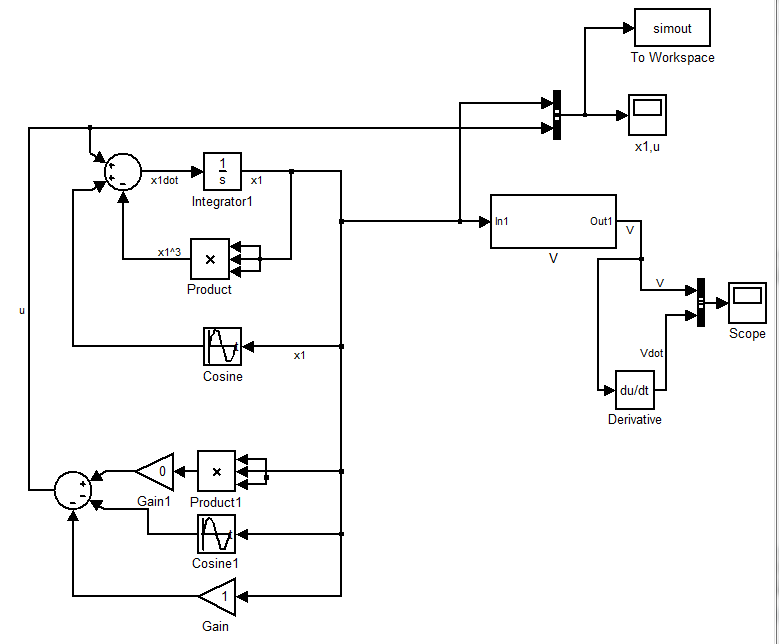 simout
To Workspace
x1,u
+
+
-
x1dot
1
s
x1
Integrator1
In1
Out1
V
V
x1^3
×
Product
V
Scope
u
x1
Cosine
Vdot
du/dt
Derivative
+
-
-
0
Gain1
×
Product1
Cosine1
1
Gain